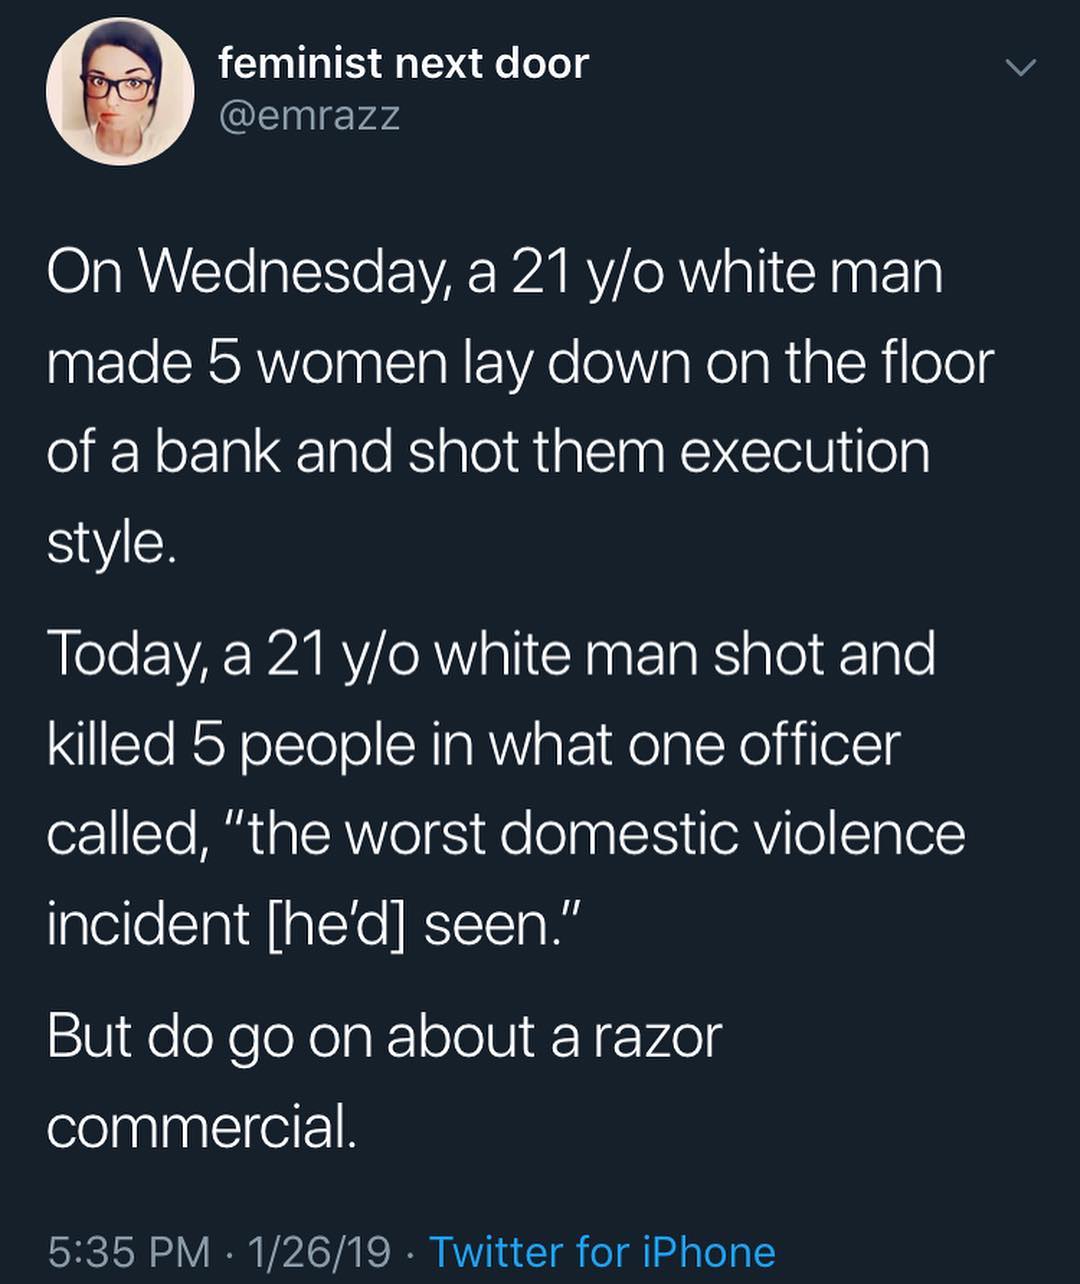 feminist next door
@emrazz
On Wednesday, a 21 y/o white man
made 5 women lay down on the floor
of a bank and shot them execution
style.
Today, a 21 y/o white man shot and
killed 5 people in what one officer
called, “the worst domestic violence
incident [he’d] seen.”
But do go on about a razor
commercial.
5:35 PM · 1/26/19 · Twitter for iPhone